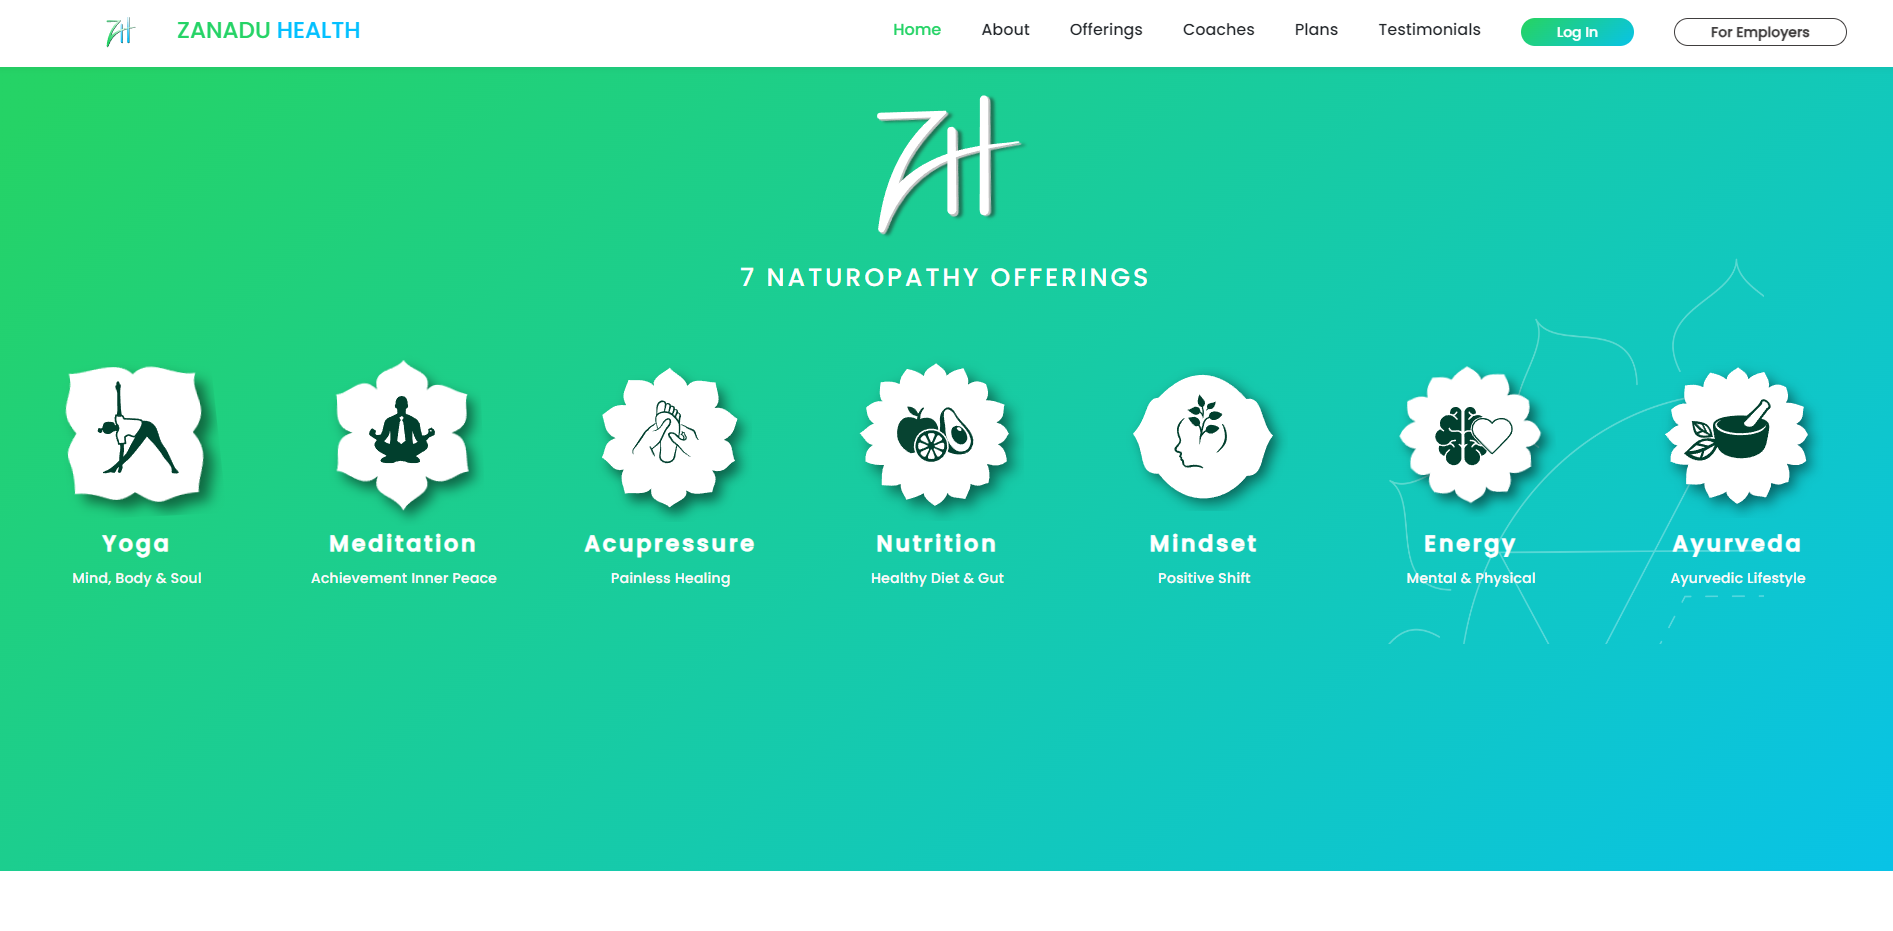 ZH ZANADU HEALTH Home About Offerings Coaches Plans Testimonials Log In For Employers
ZH
7 NATUROPATHY OFFERINGS
Yoga Meditation Acupressure Nutrition Mindset Energy Ayurveda
Mind, Body & Soul Achievement Inner Peace Painless Healing Healthy Diet & Gut Positive Shift Mental & Physical Ayurvedic Lifestyle